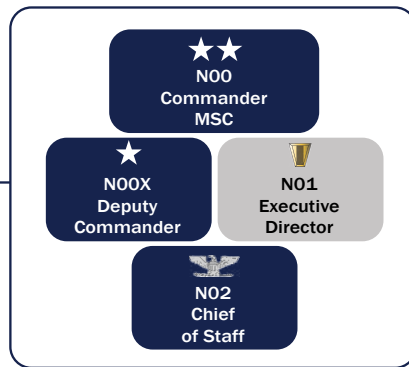 N00
Commander
MSC
N00X
Deputy
Commander
N01
Executive
Director
N02
Chief
of Staff